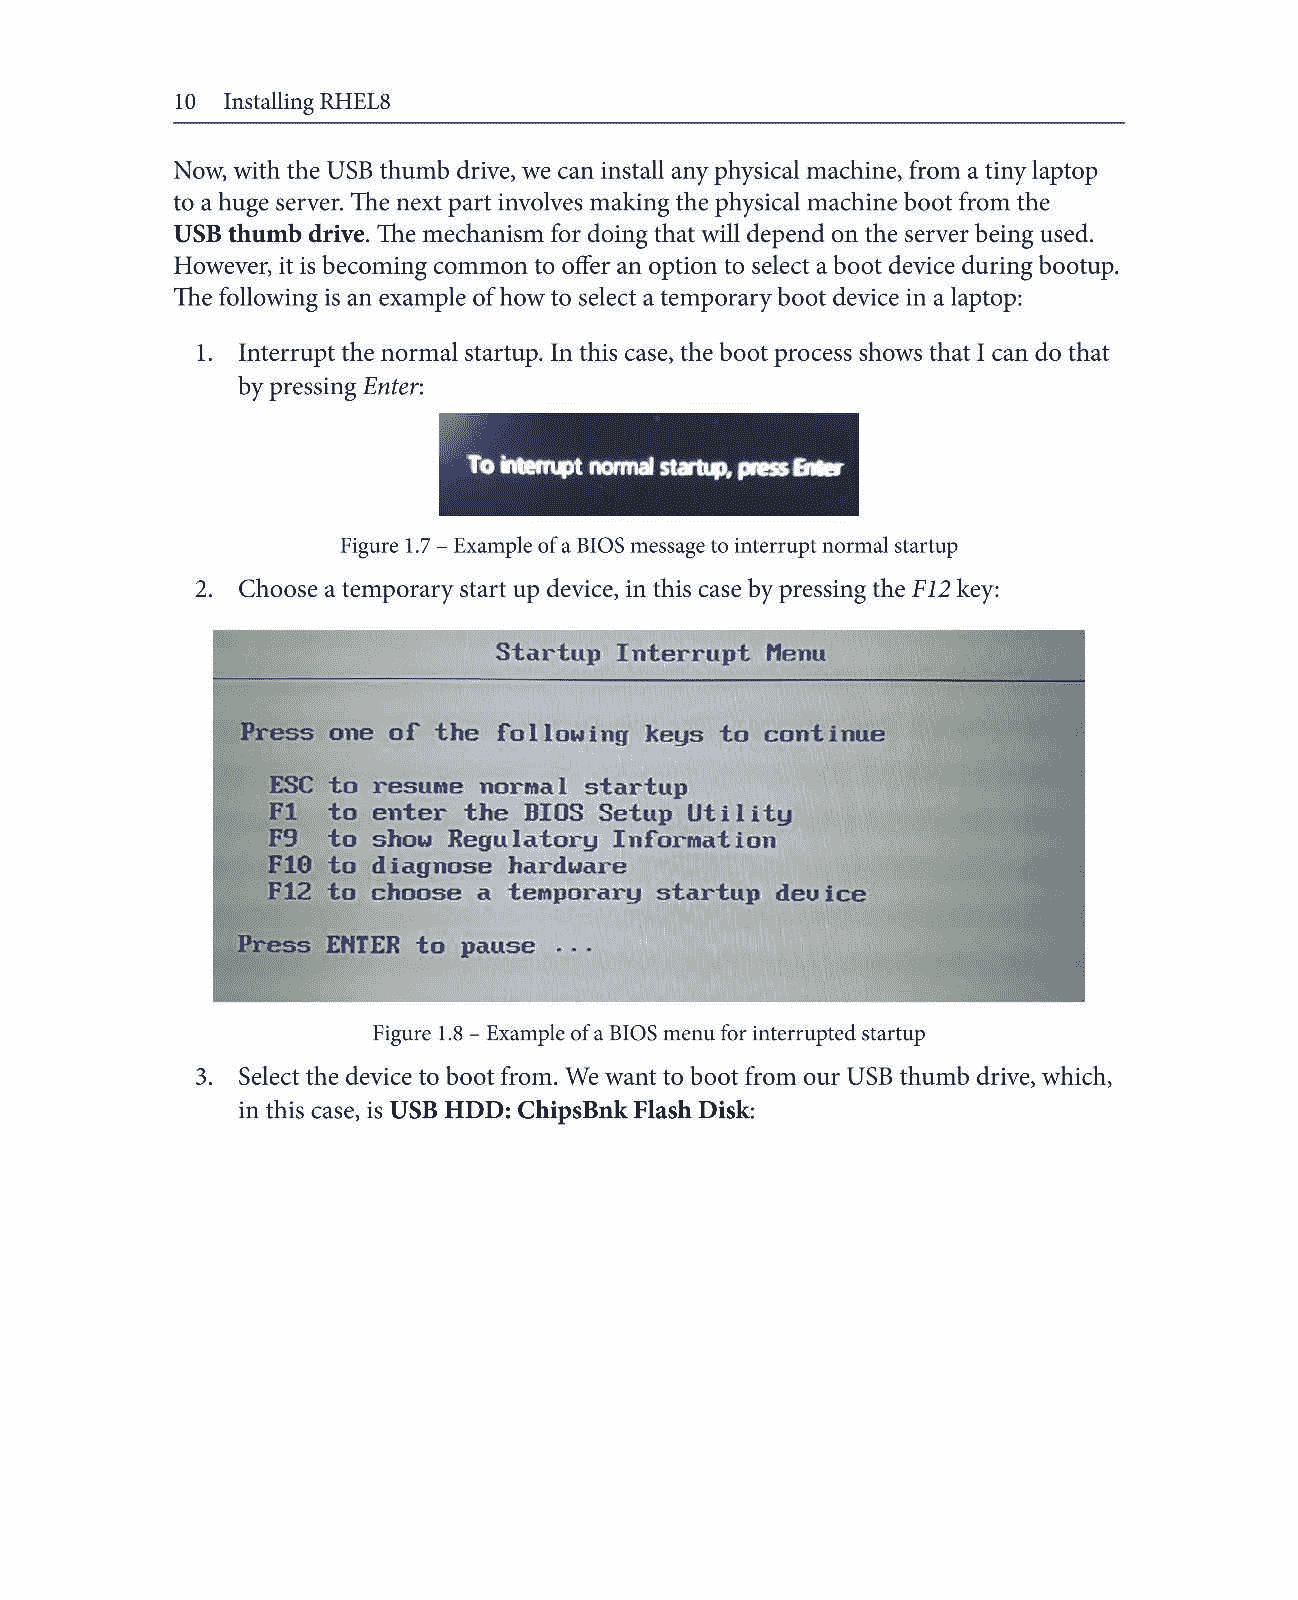 10 Installing RHEL8
Now, with the USB thumb drive, we can install any physical machine, from a tiny laptop
to a huge server. The next part involves making the physical machine boot from the
USB thumb drive. The mechanism for doing that will depend on the server being used.
However, it is becoming common to offer an option to select a boot device during bootup.
The following is an example of how to select a temporary boot device in a laptop:
1. Interrupt the normal startup. In this case, the boot process shows that I can do that
by pressing Enter:
To interrupt normal startup, press Enter
Figure 1.7 – Example of a BIOS message to interrupt normal startup
2. Choose a temporary start up device, in this case by pressing the F12 key:
Startup Interrupt Menu
Press one of the following keys to continue
ESC to resume normal startup
F1 to enter the BIOS Setup Utility
F9 to show Regulatory Information
F10 to diagnose hardware
F12 to choose a temporary startup device
Press ENTER to pause ...
Figure 1.8 – Example of a BIOS menu for interrupted startup
3. Select the device to boot from. We want to boot from our USB thumb drive, which,
in this case, is USB HDD: ChipsBnk Flash Disk: